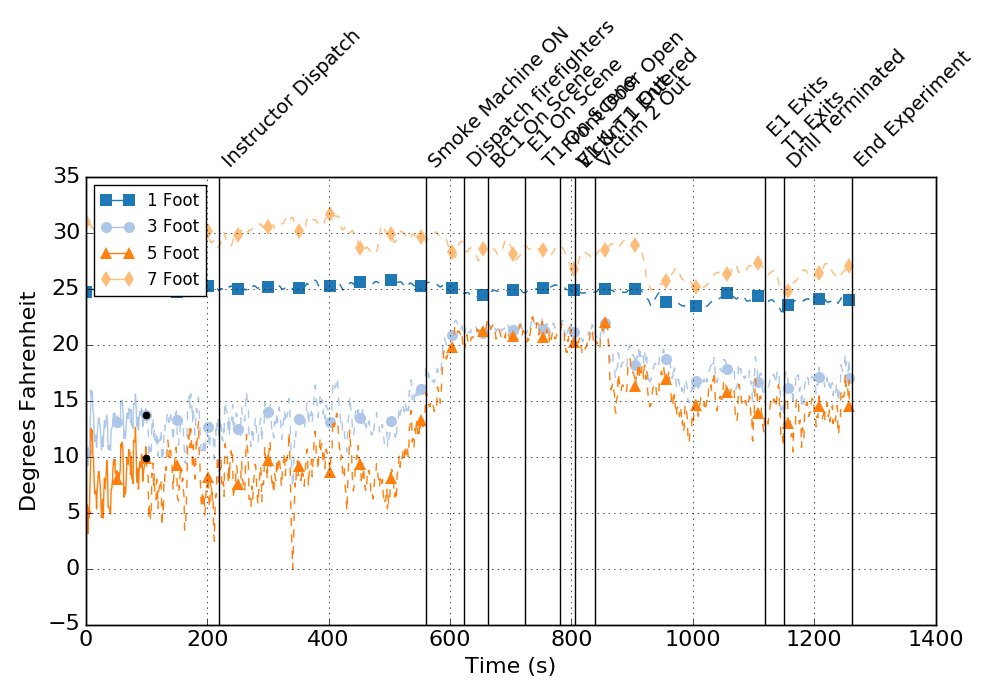 Instructor Dispatch
Smoke Machine ON
Dispatch firefighters
BC1 On Scene
E1 On Scene
T1 On Scene
Front Door Open
Victim 1 Out
E1 & T1 Entered
Victim 2 Out
E1 Exits
T1 Exits
Drill Terminated
End Experiment
35
30
25
20
15
10
5
0
−5
Degrees Fahrenheit
1 Foot
3 Foot
5 Foot
7 Foot
0 200 400 600 800 1000 1200 1400
Time (s)